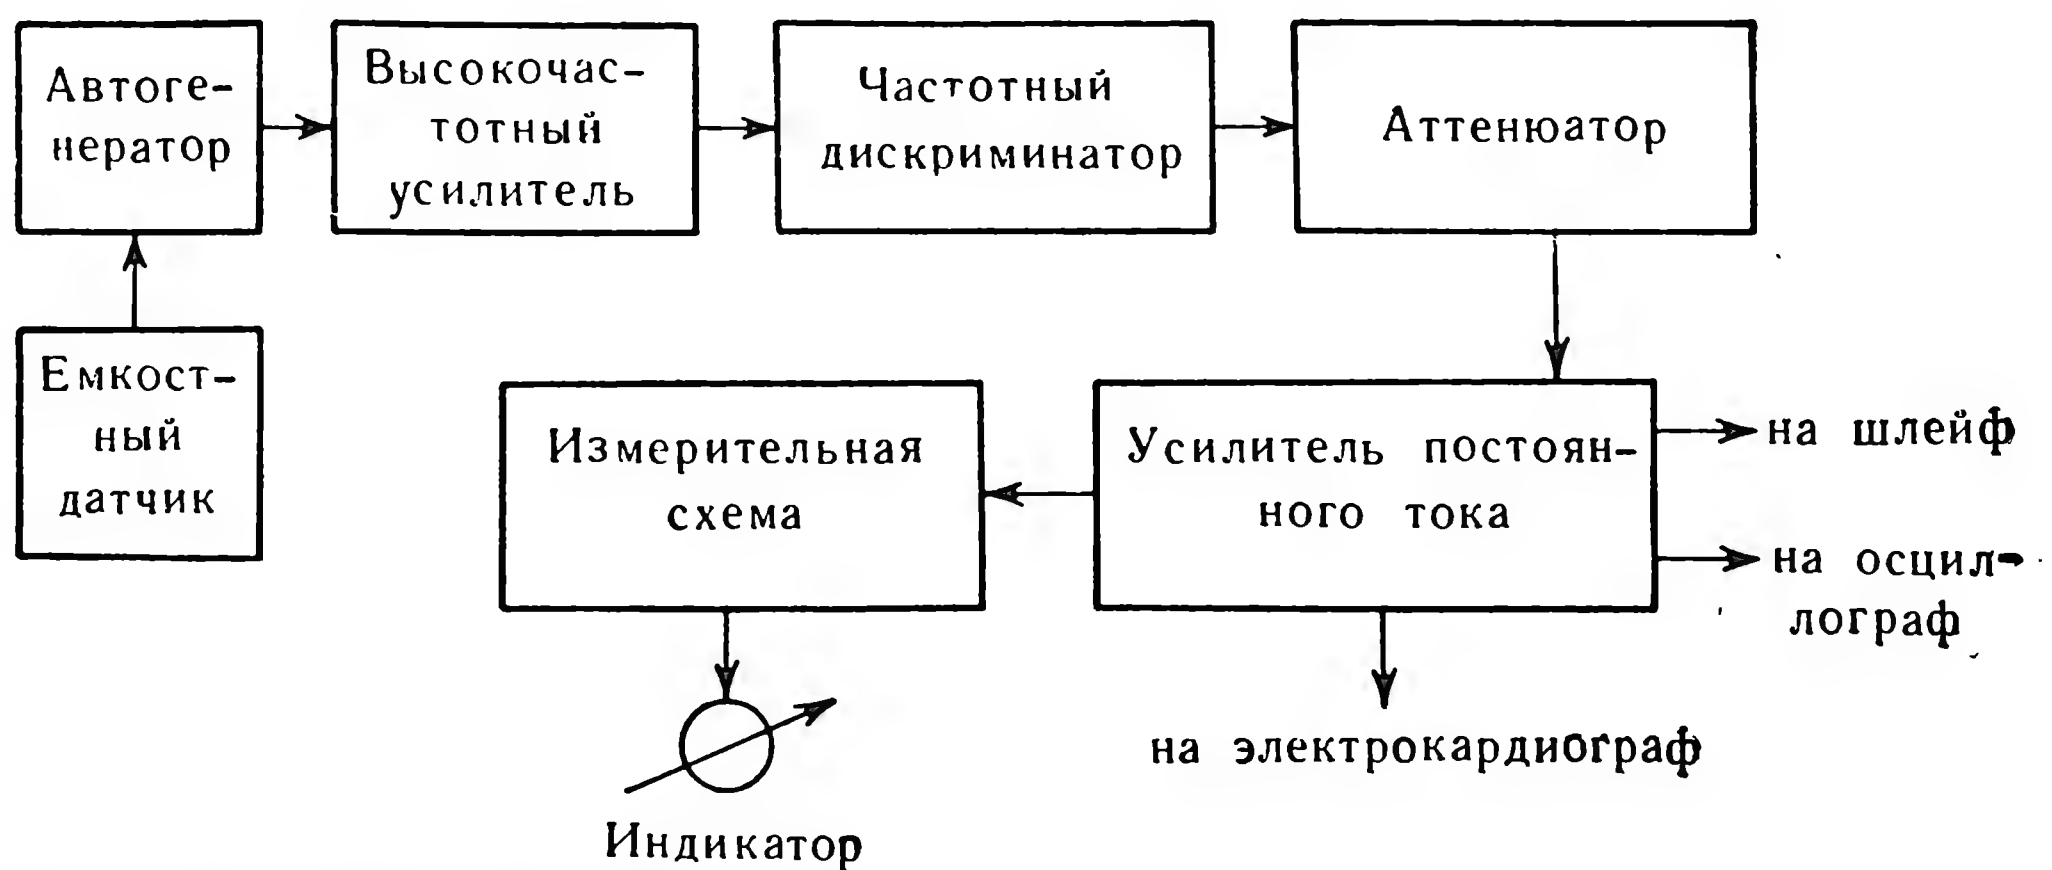 Автоге-
нератор
Высокочас-
тотный
усилитель
Частотный
дискриминатор
Аттенюатор
Емкост-
ный
датчик
Измерительная
схема
Усилитель постоян-
ного тока
на шлейф
на осцил-
лограф
на электрокардиограф
Индикатор